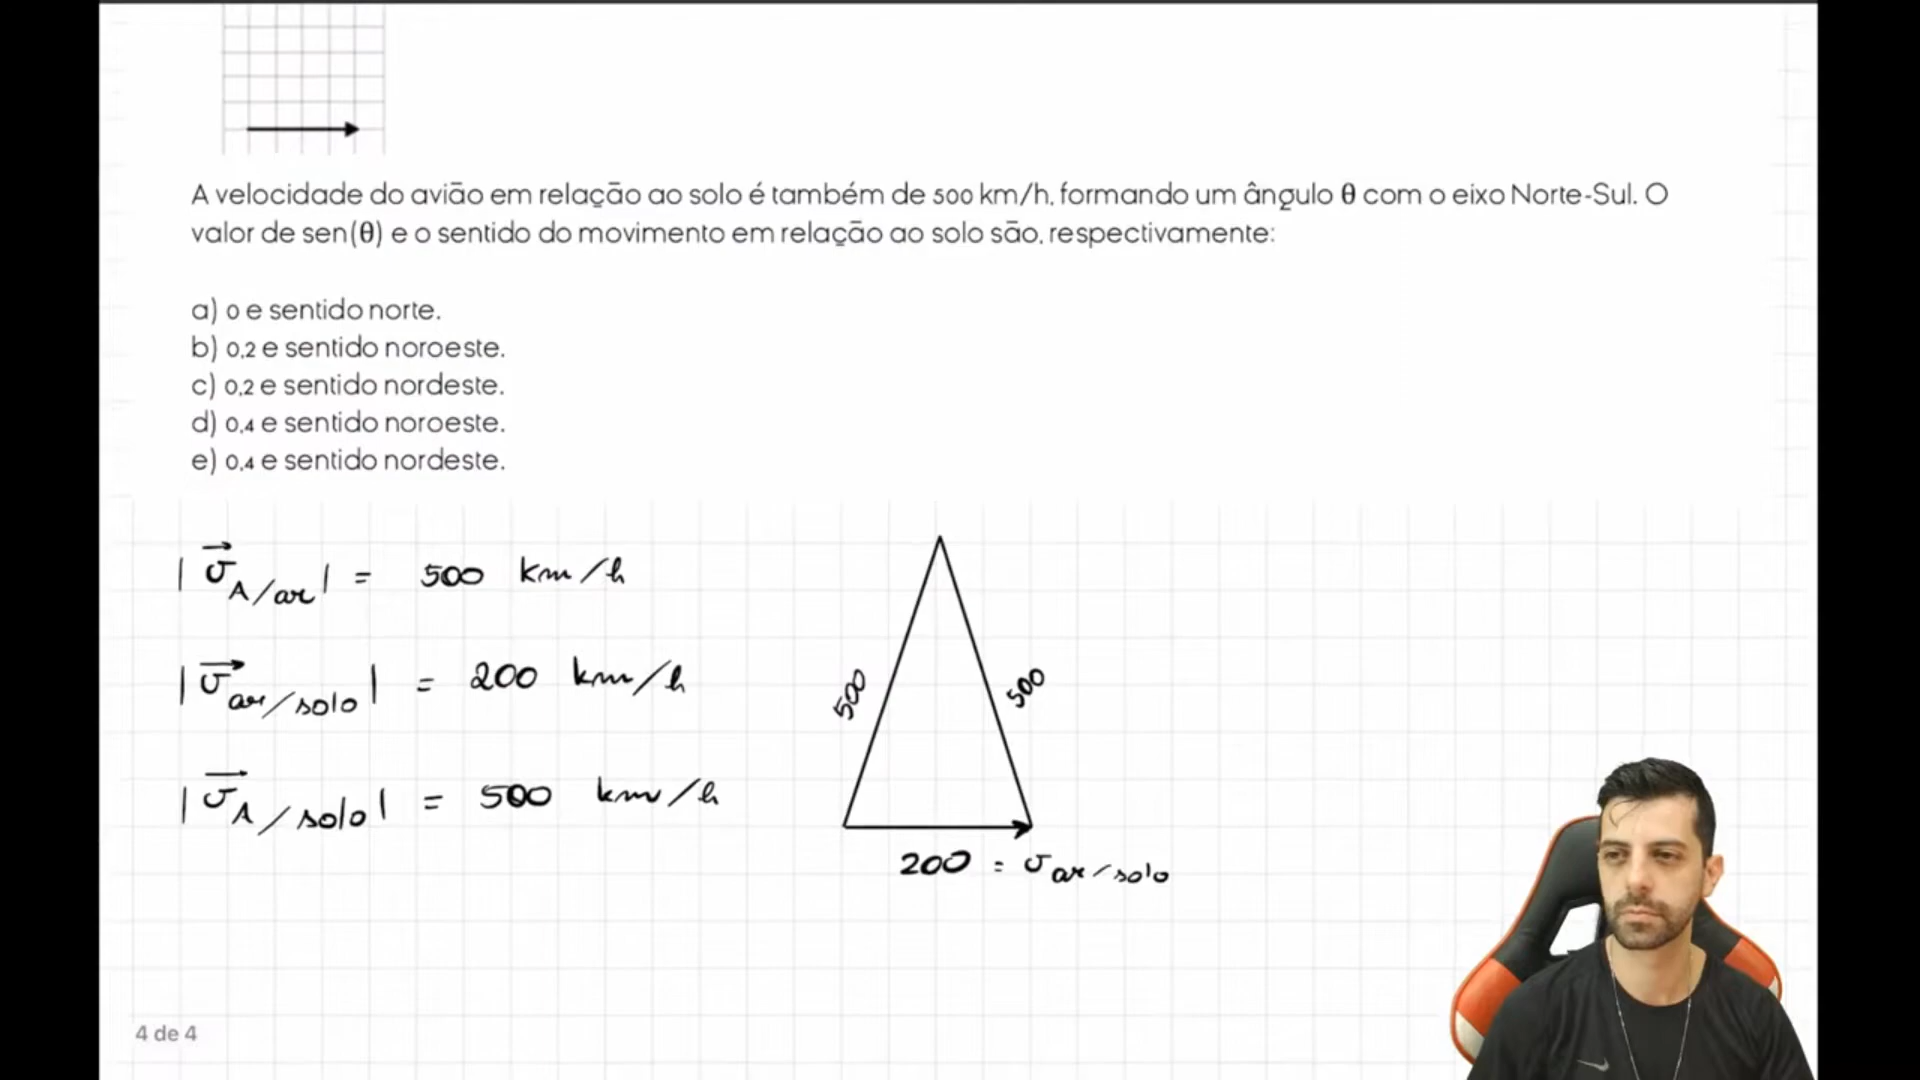 A velocidade do avião em relação ao solo é também de 500 km/h, formando um ângulo θ com o eixo Norte-Sul. O
valor de sen(θ) e o sentido do movimento em relação ao solo são, respectivamente:
a) 0 e sentido norte.
b) 0,2 e sentido noroeste.
c) 0,2 e sentido nordeste.
d) 0,4 e sentido noroeste.
e) 0,4 e sentido nordeste.
|v⃗ A/ar| = 500 km/h
|v⃗ ar/solo| = 200 km/h
|v⃗ A/solo| = 500 km/h
500
500
200 = v ar/solo
4 de 4